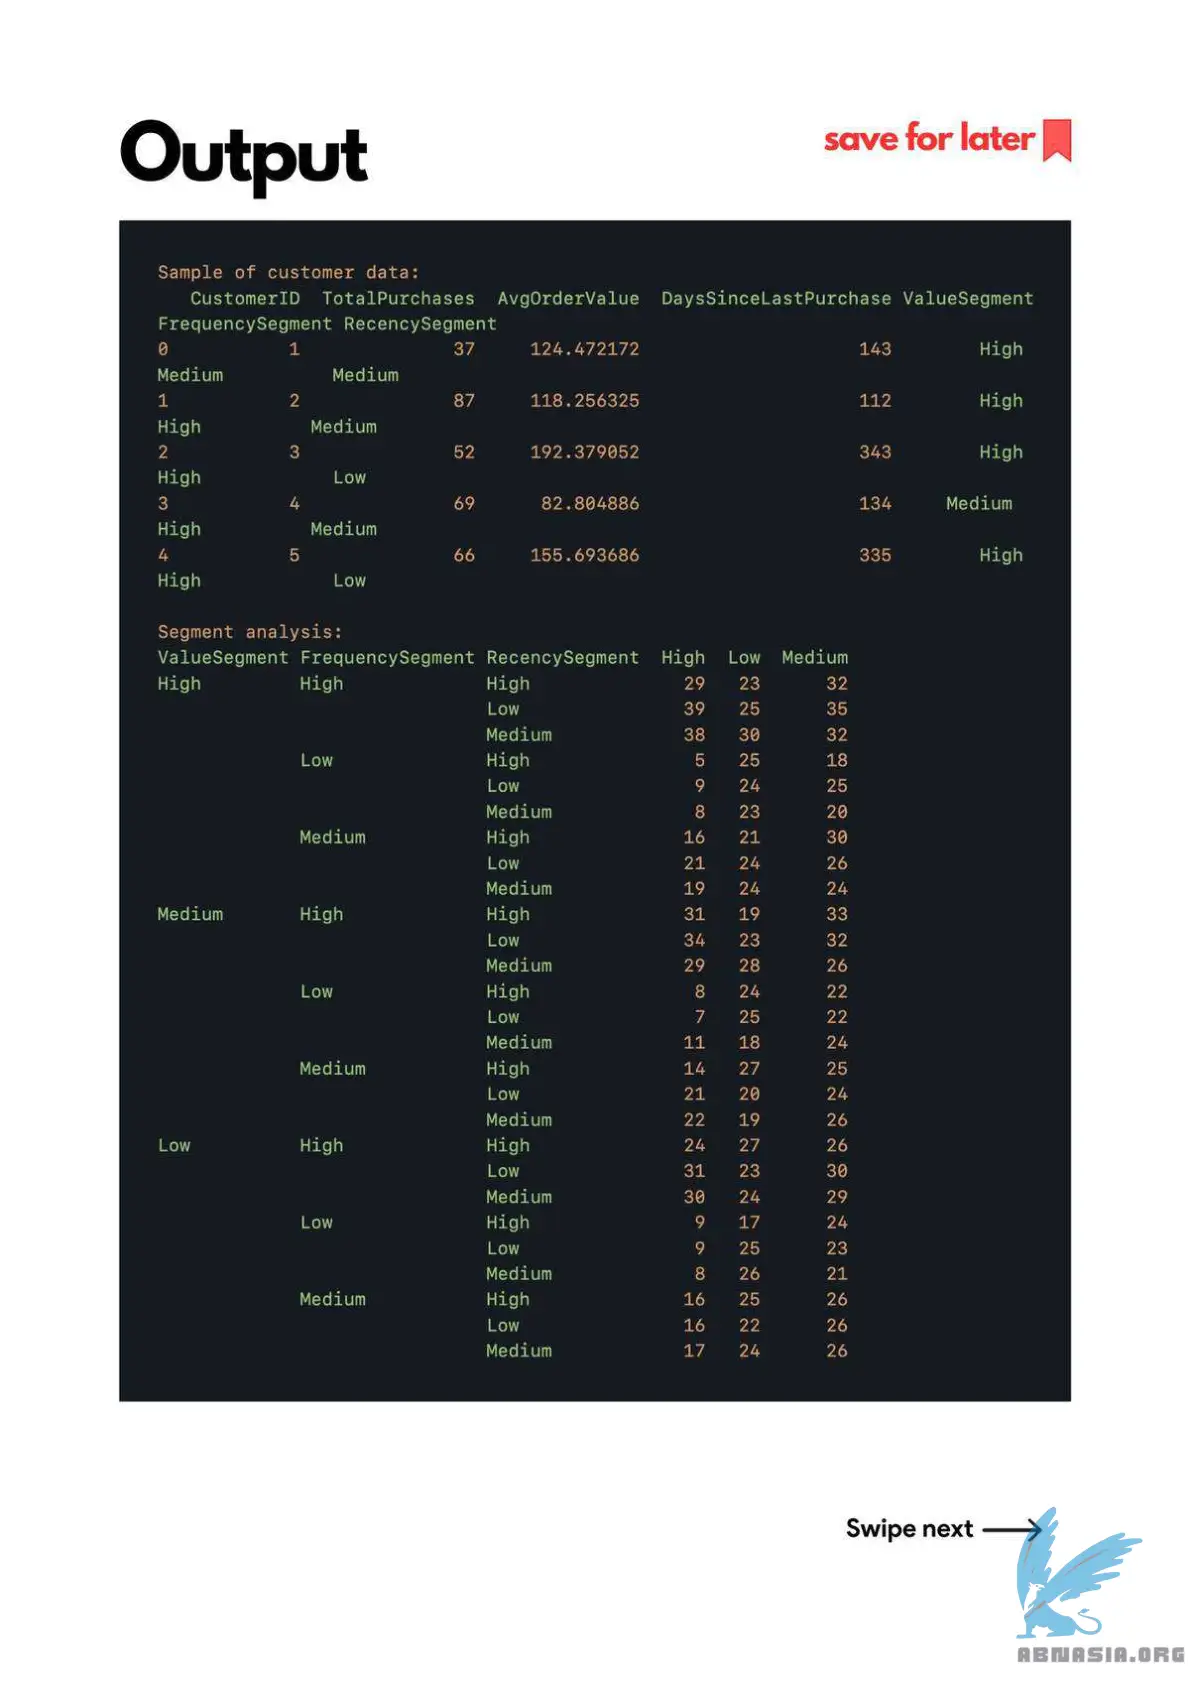 Output
save for later
Sample of customer data:
CustomerID TotalPurchases AvgOrderValue DaysSinceLastPurchase ValueSegment
FrequencySegment RecencySegment
0 1 37 124.472172 143 High
Medium Medium
1 2 87 118.256325 112 High
High Medium
2 3 52 192.379052 343 High
High Low
3 4 69 82.804886 134 Medium
High Medium
4 5 66 155.693686 335 High
High Low
Segment analysis:
ValueSegment FrequencySegment RecencySegment High Low Medium
High High High 29 23 32
Low 39 25 35
Medium 38 30 32
Low High 5 25 18
Low 9 24 25
Medium 8 23 20
Medium High 16 21 30
Low 21 24 26
Medium 19 24 24
Medium High High 31 19 33
Low 34 23 32
Medium 29 28 26
Low High 8 24 22
Low 7 25 22
Medium 11 18 24
Medium High 14 27 25
Low 21 20 24
Medium 22 19 26
Low High High 24 27 26
Low 31 23 30
Medium 30 24 29
Low High 9 17 24
Low 9 25 23
Medium 8 26 21
Medium High 16 25 26
Low 16 22 26
Medium 17 24 26
Swipe next
ABNASIA.ORG